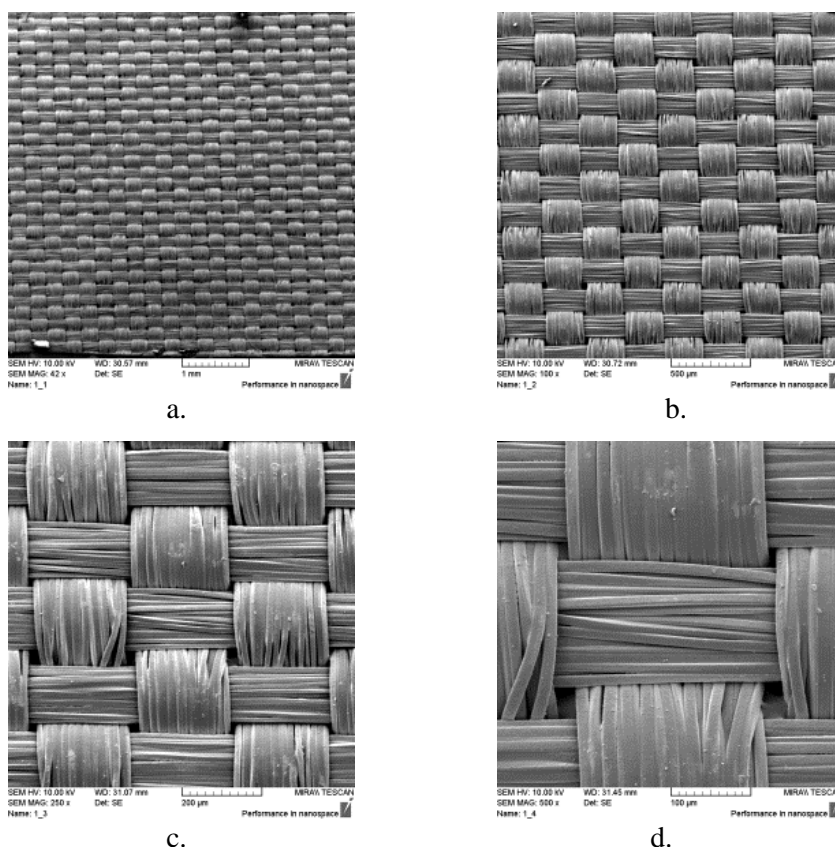 SEM HV: 10.00 kV WD: 30.57 mm MIRA\\ TESCAN
SEM MAG: 42 x Det: SE 1 mm
Name: 1_1 Performance in nanospace
a.
SEM HV: 10.00 kV WD: 30.72 mm MIRA\\ TESCAN
SEM MAG: 100 x Det: SE 500 µm
Name: 1_2 Performance in nanospace
b.
SEM HV: 10.00 kV WD: 31.07 mm MIRA\\ TESCAN
SEM MAG: 250 x Det: SE 200 µm
Name: 1_3 Performance in nanospace
c.
SEM HV: 10.00 kV WD: 31.45 mm MIRA\\ TESCAN
SEM MAG: 500 x Det: SE 100 µm
Name: 1_4 Performance in nanospace
d.